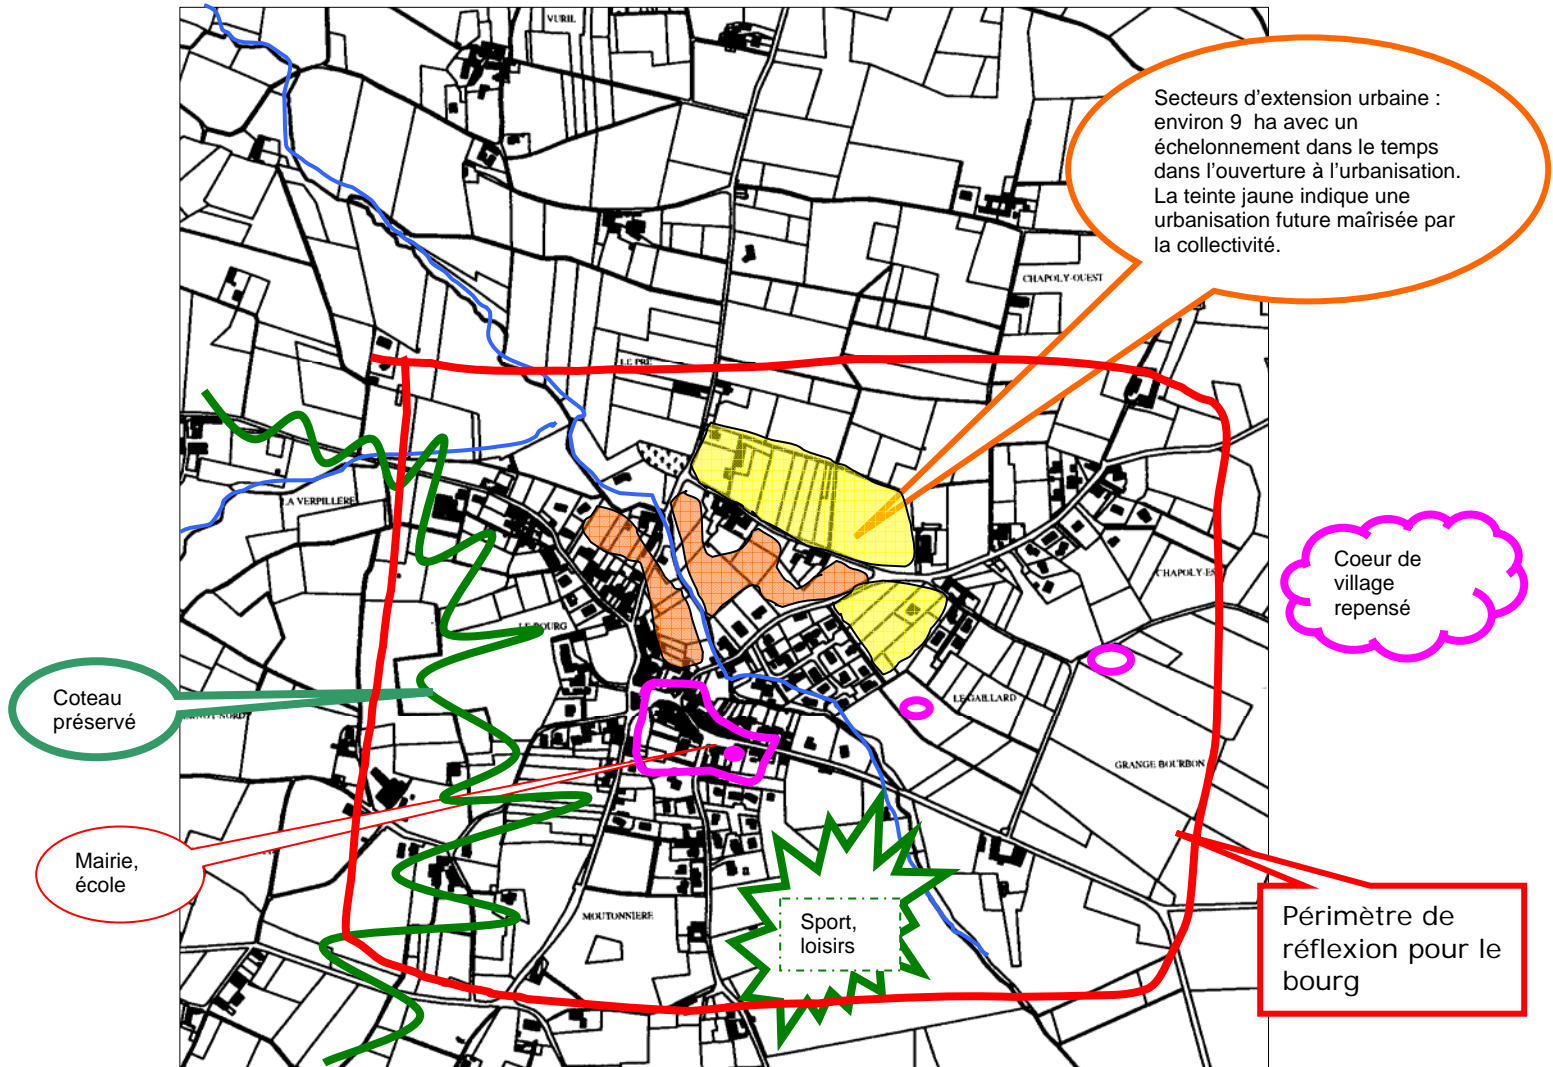 VURIL
Secteurs d'extension urbaine :
environ 9 ha avec un
échelonnement dans le temps
dans l'ouverture à l'urbanisation.
La teinte jaune indique une
urbanisation future maîrisée par
la collectivité.
CHAPOLY-OUEST
LE PRE
LA VERPILLERE
Coeur de
village
repensé
CHAPOLY-ES
LE BOURG
Coteau
préservé
LE GAILLARD
GRANGE BOURBON
Mairie,
école
MOUTONNIERE
Sport,
loisirs
Périmètre de
réflexion pour le
bourg